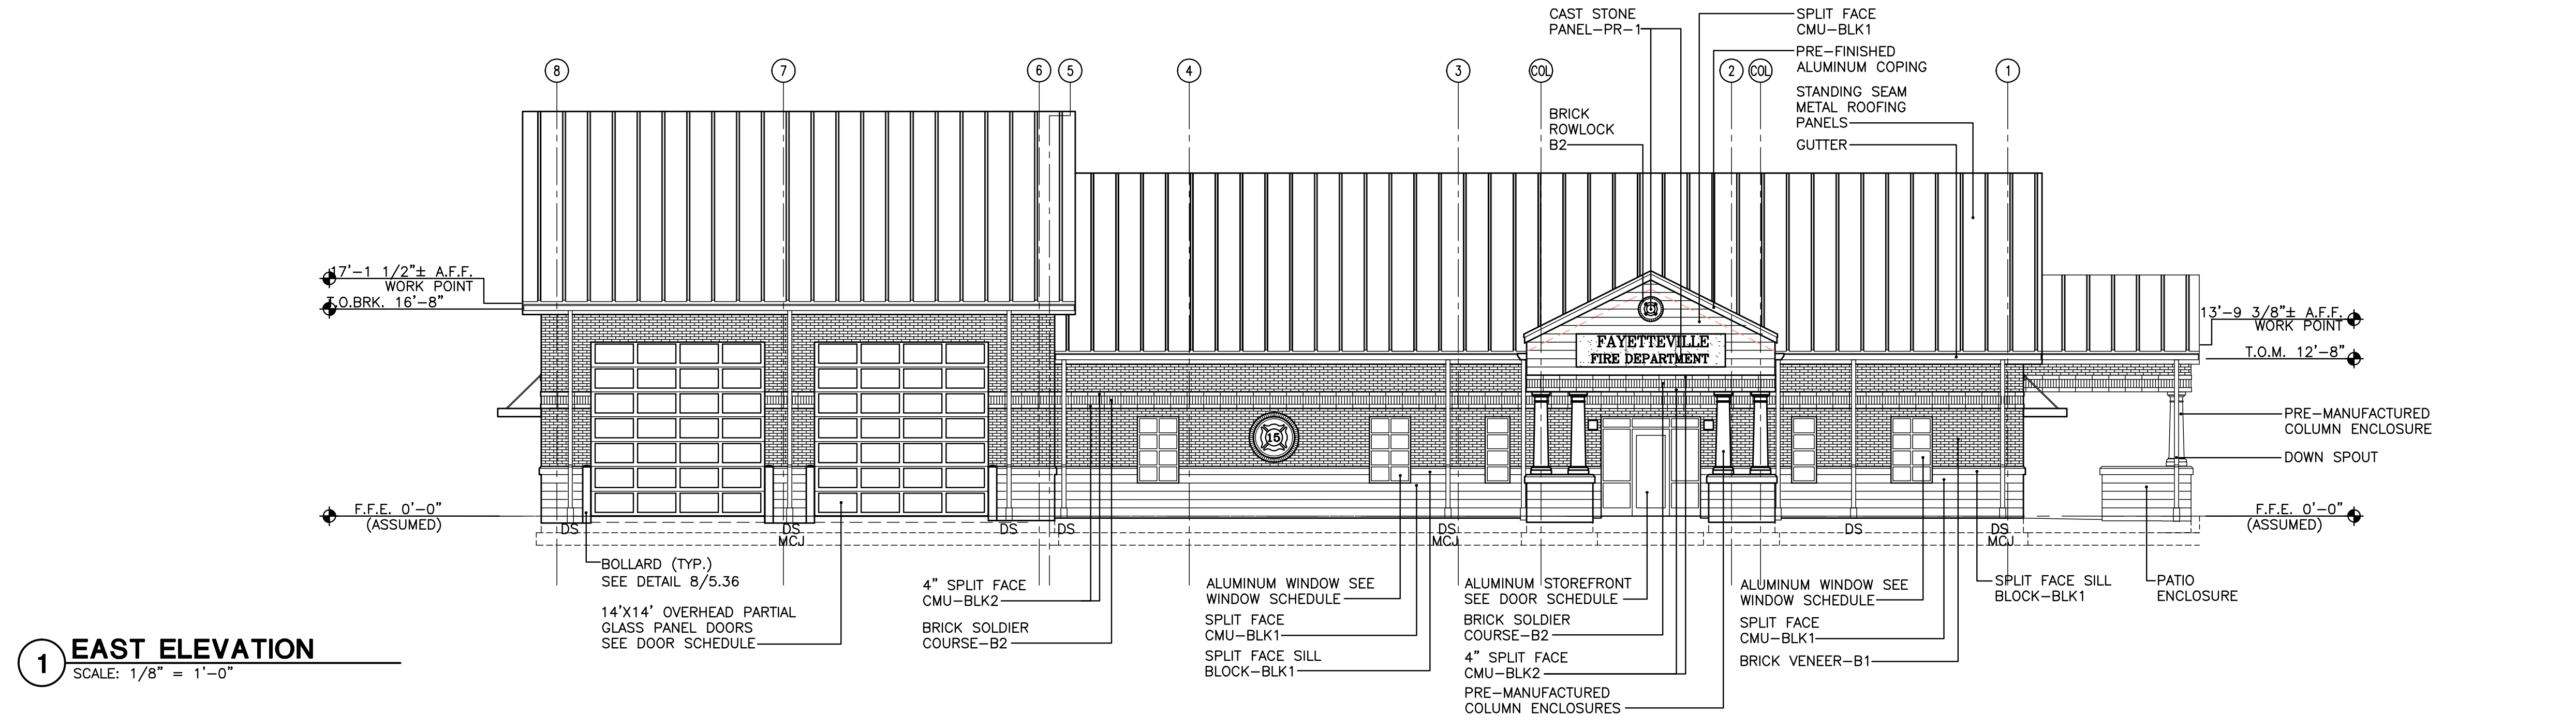 CAST STONE
PANEL-PR-1
SPLIT FACE
CMU-BLK1
PRE-FINISHED
ALUMINUM COPING
STANDING SEAM
METAL ROOFING
PANELS
GUTTER
BRICK
ROWLOCK
B2
8
7
6
5
4
3
COL
2
COL
1
17'-1 1/2"± A.F.F.
WORK POINT
T.O.BRK. 16'-8"
F.F.E. 0'-0"
(ASSUMED)
13'-9 3/8"± A.F.F.
WORK POINT
T.O.M. 12'-8"
PRE-MANUFACTURED
COLUMN ENCLOSURE
DOWN SPOUT
F.F.E. 0'-0"
(ASSUMED)
FAYETTEVILLE
FIRE DEPARTMENT
15
DS
DS
MCJ
DS
DS
DS
MCJ
DS
DS
MCJ
BOLLARD (TYP.)
SEE DETAIL 8/5.36
14'X14' OVERHEAD PARTIAL
GLASS PANEL DOORS
SEE DOOR SCHEDULE
4" SPLIT FACE
CMU-BLK2
BRICK SOLDIER
COURSE-B2
ALUMINUM WINDOW SEE
WINDOW SCHEDULE
SPLIT FACE
CMU-BLK1
SPLIT FACE SILL
BLOCK-BLK1
ALUMINUM STOREFRONT
SEE DOOR SCHEDULE
BRICK SOLDIER
COURSE-B2
4" SPLIT FACE
CMU-BLK2
PRE-MANUFACTURED
COLUMN ENCLOSURES
ALUMINUM WINDOW SEE
WINDOW SCHEDULE
SPLIT FACE
CMU-BLK1
BRICK VENEER-B1
SPLIT FACE SILL
BLOCK-BLK1
PATIO
ENCLOSURE
1
EAST ELEVATION
SCALE: 1/8" = 1'-0"